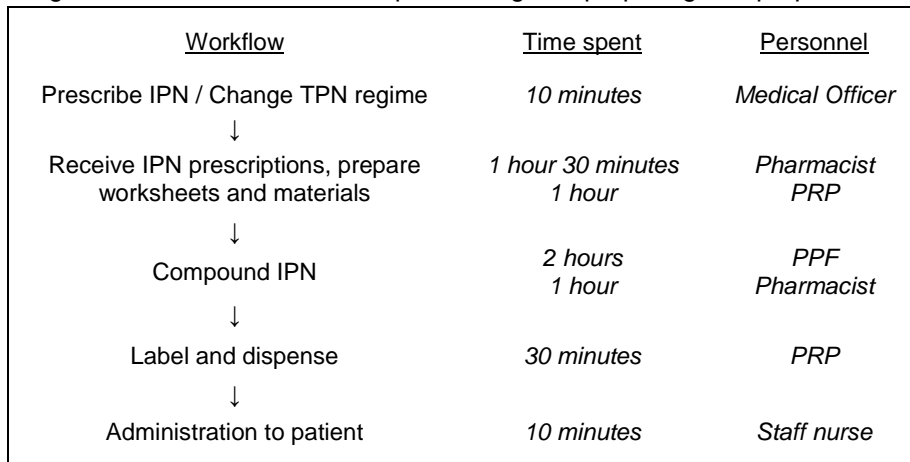 Workflow Time spent Personnel
Prescribe IPN / Change TPN regime 10 minutes Medical Officer
↓
Receive IPN prescriptions, prepare 1 hour 30 minutes Pharmacist
worksheets and materials 1 hour PRP
↓
Compound IPN 2 hours PPF
1 hour Pharmacist
↓
Label and dispense 30 minutes PRP
↓
Administration to patient 10 minutes Staff nurse